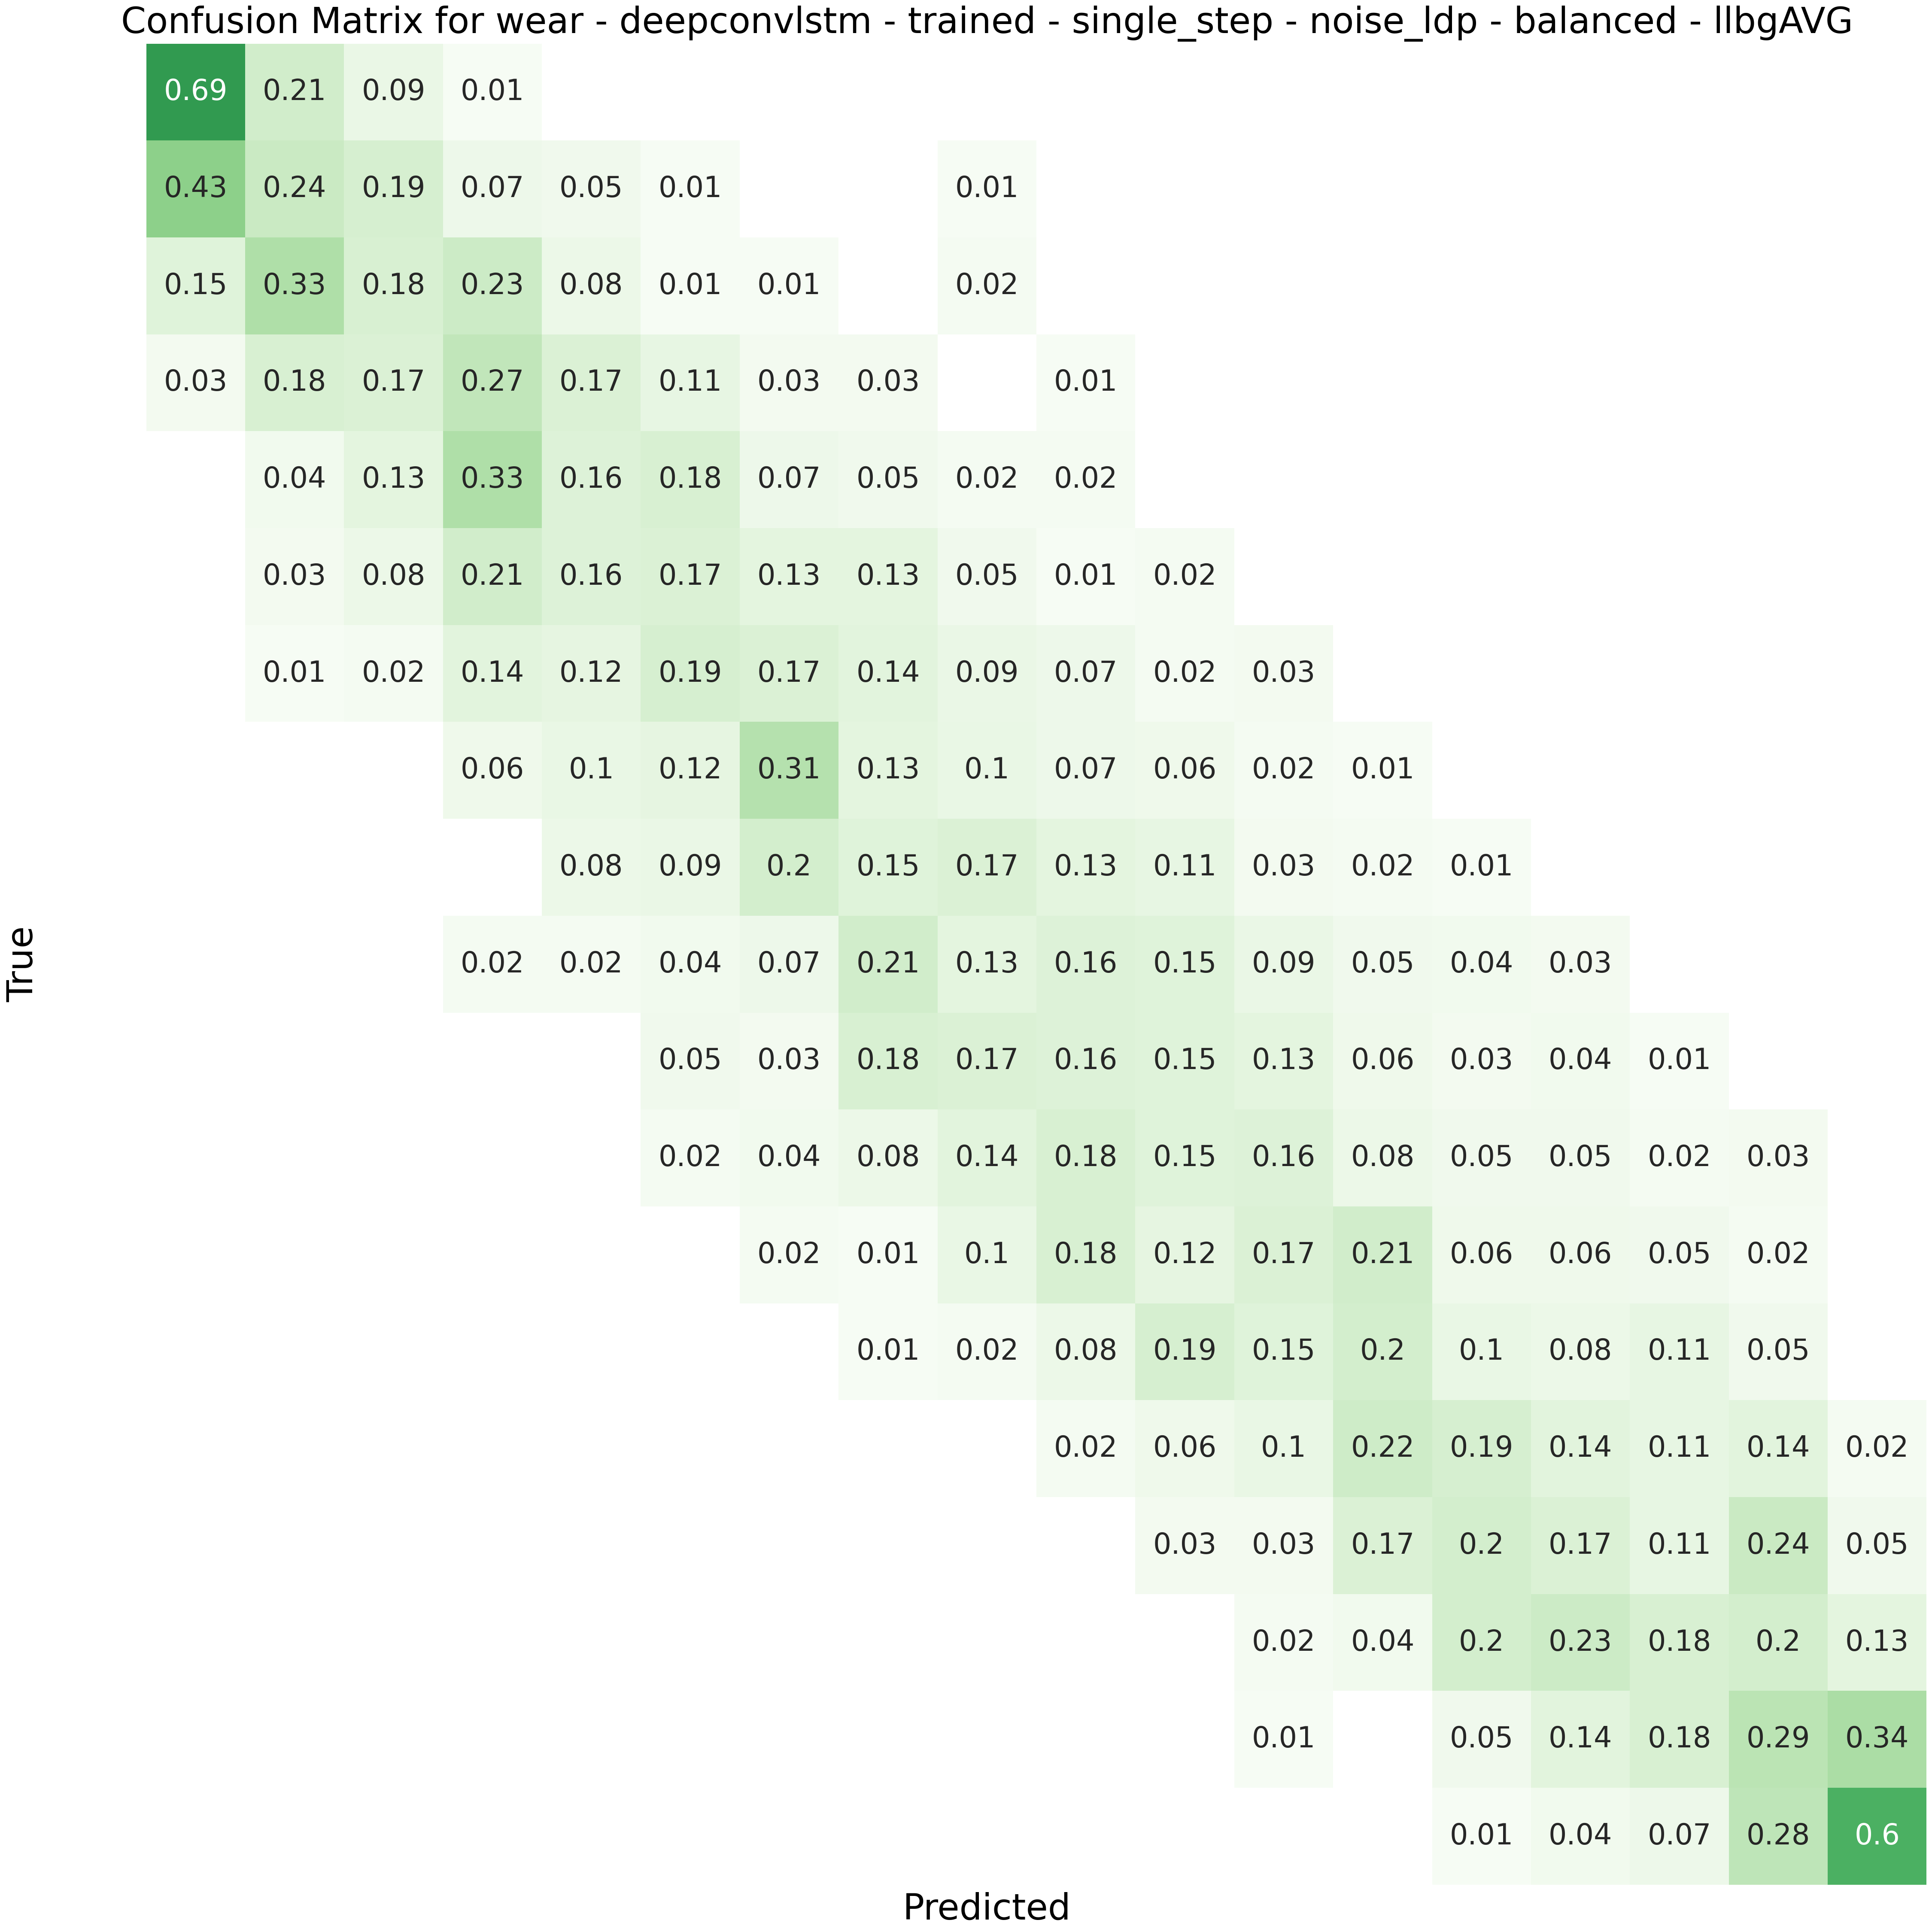 Confusion Matrix for wear - deepconvlstm - trained - single_step - noise_ldp - balanced - llbgAVG
0.69 0.21 0.09 0.01
0.43 0.24 0.19 0.07 0.05 0.01 0.01
0.15 0.33 0.18 0.23 0.08 0.01 0.01 0.02
0.03 0.18 0.17 0.27 0.17 0.11 0.03 0.03 0.01
0.04 0.13 0.33 0.16 0.18 0.07 0.05 0.02 0.02
0.03 0.08 0.21 0.16 0.17 0.13 0.13 0.05 0.01 0.02
0.01 0.02 0.14 0.12 0.19 0.17 0.14 0.09 0.07 0.02 0.03
0.06 0.1 0.12 0.31 0.13 0.1 0.07 0.06 0.02 0.01
0.08 0.09 0.2 0.15 0.17 0.13 0.11 0.03 0.02 0.01
0.02 0.02 0.04 0.07 0.21 0.13 0.16 0.15 0.09 0.05 0.04 0.03
0.05 0.03 0.18 0.17 0.16 0.15 0.13 0.06 0.03 0.04 0.01
0.02 0.04 0.08 0.14 0.18 0.15 0.16 0.08 0.05 0.05 0.02 0.03
0.02 0.01 0.1 0.18 0.12 0.17 0.21 0.06 0.06 0.05 0.02
0.01 0.02 0.08 0.19 0.15 0.2 0.1 0.08 0.11 0.05
0.02 0.06 0.1 0.22 0.19 0.14 0.11 0.14 0.02
0.03 0.03 0.17 0.2 0.17 0.11 0.24 0.05
0.02 0.04 0.2 0.23 0.18 0.2 0.13
0.01 0.05 0.14 0.18 0.29 0.34
0.01 0.04 0.07 0.28 0.6
True
Predicted